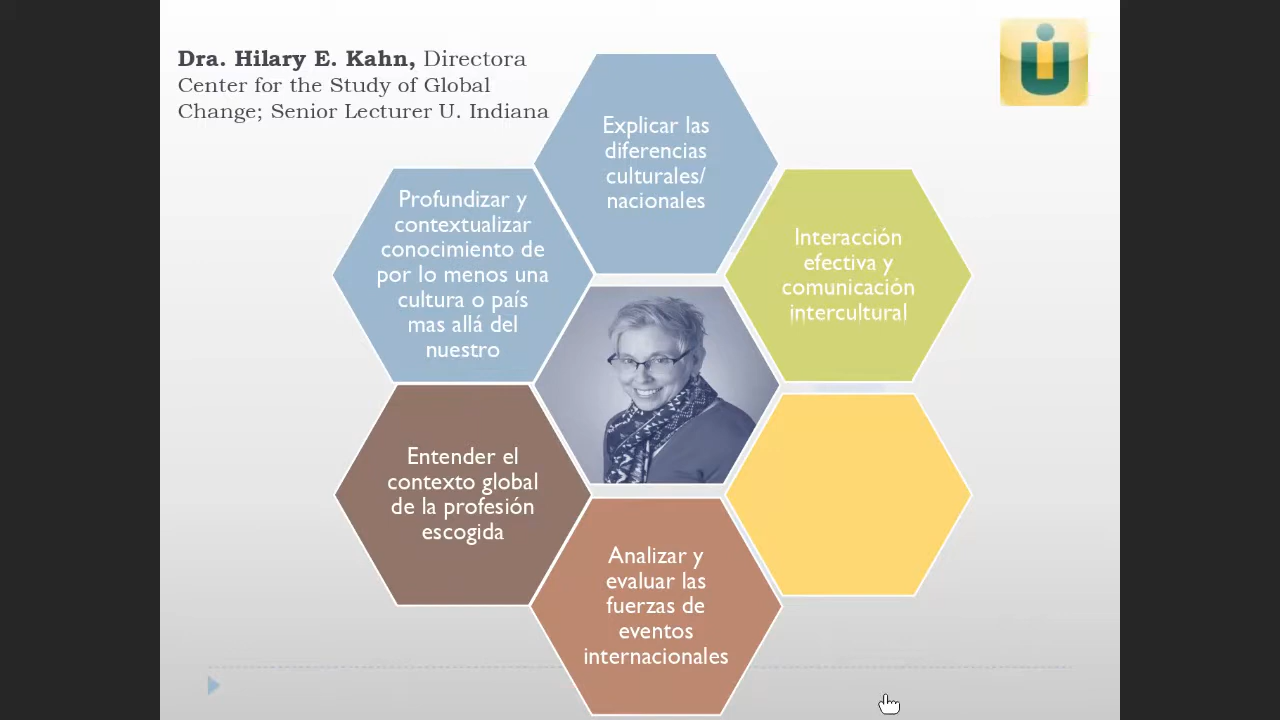 Dra. Hilary E. Kahn, Directora
Center for the Study of Global
Change; Senior Lecturer U. Indiana
Explicar las
diferencias
culturales/
nacionales
Profundizar y
contextualizar
conocimiento de
por lo menos una
cultura o país
mas allá del
nuestro
Interacción
efectiva y
comunicación
intercultural
Entender el
contexto global
de la profesión
escogida
Analizar y
evaluar las
fuerzas de
eventos
internacionales